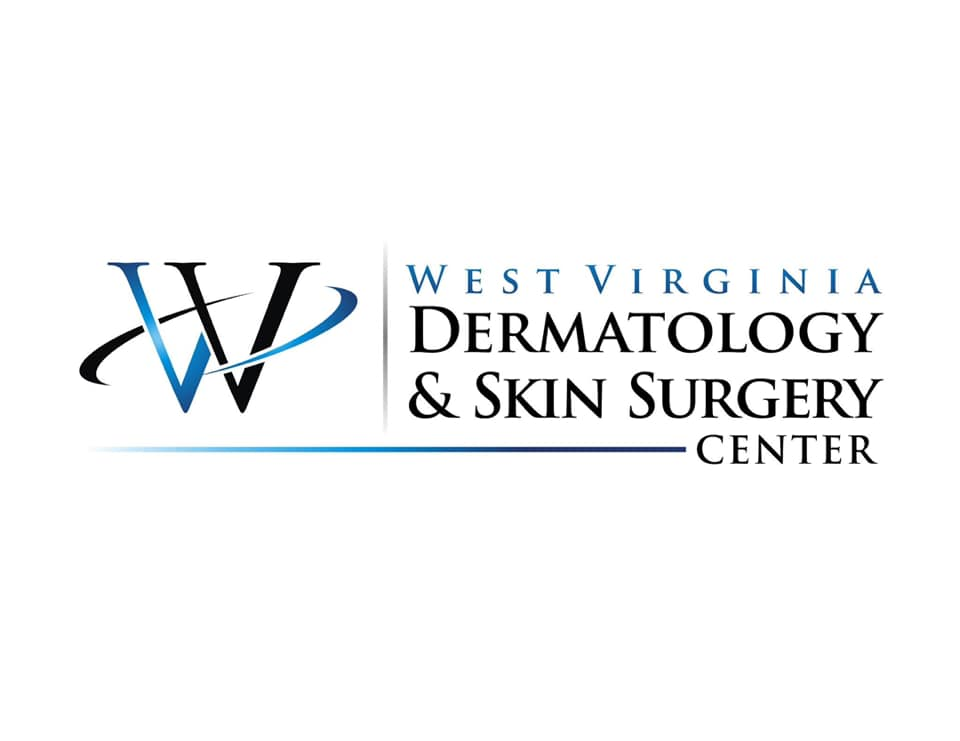 W
WEST VIRGINIA
DERMATOLOGY
& SKIN SURGERY
CENTER